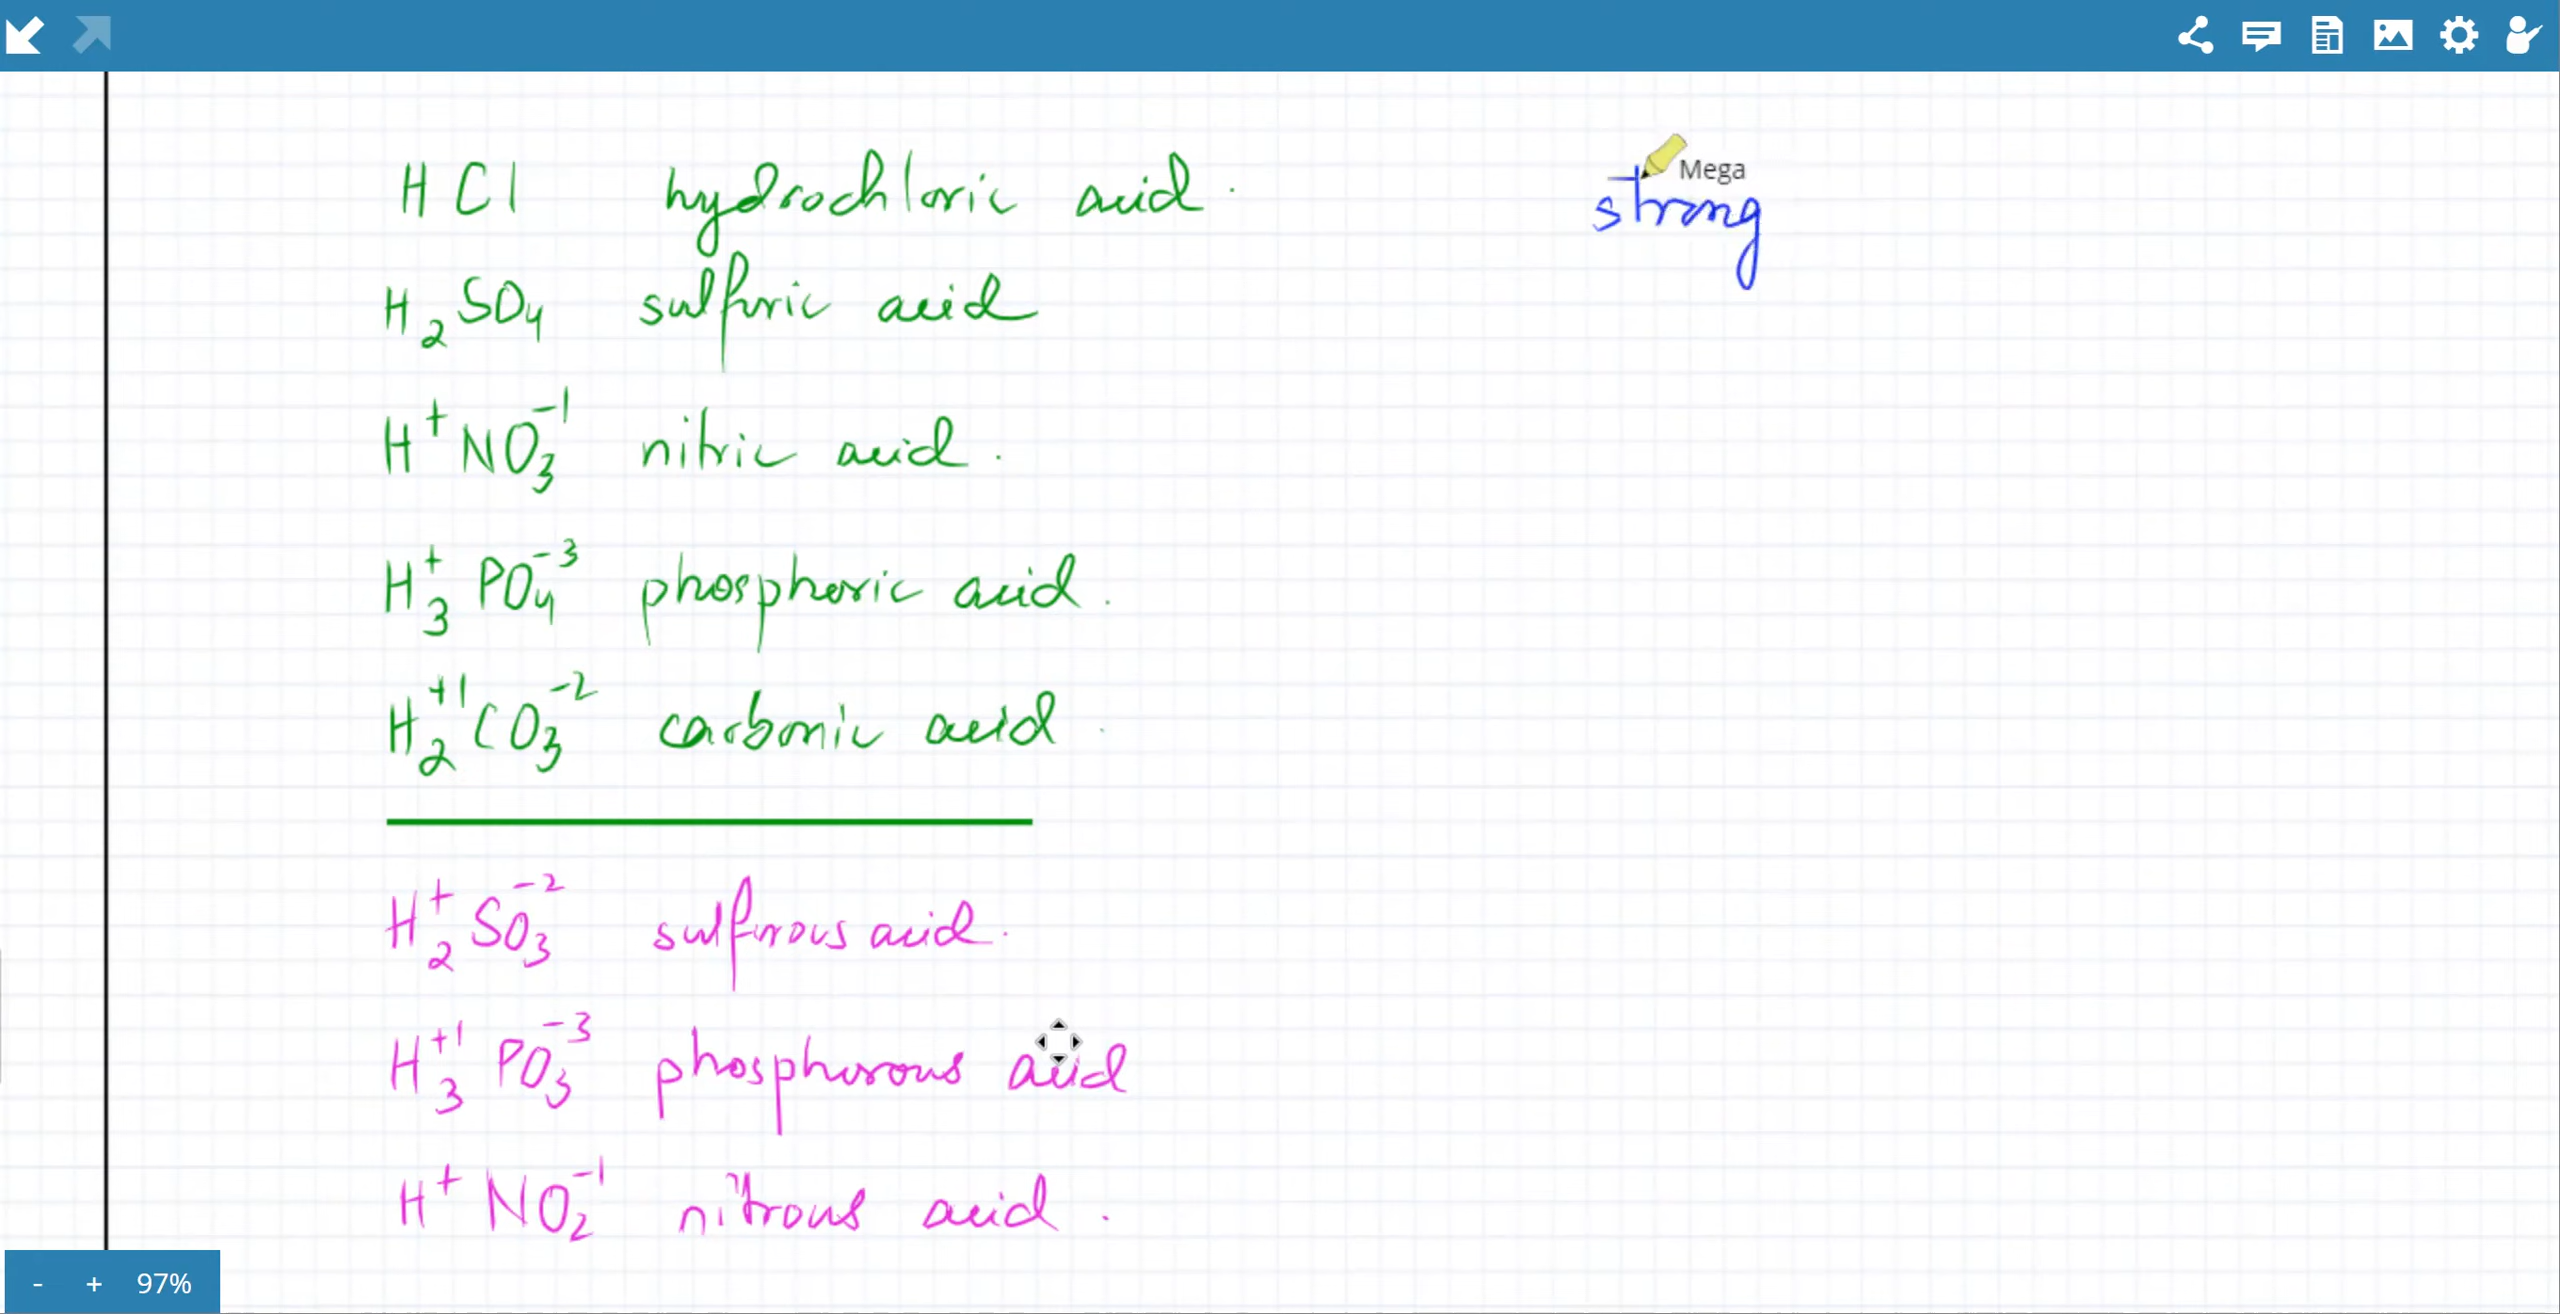 Mega
HCl hydrochloric acid.
strong
H₂SO₄ sulfuric acid
H⁺NO₃⁻¹ nitric acid.
H₃⁺PO₄⁻³ phosphoric acid.
H₂⁺¹CO₃⁻² carbonic acid.
H₂⁺SO₃⁻² sulfurous acid.
H₃⁺¹PO₃⁻³ phosphorous acid
H⁺NO₂⁻¹ nitrous acid.
- + 97%